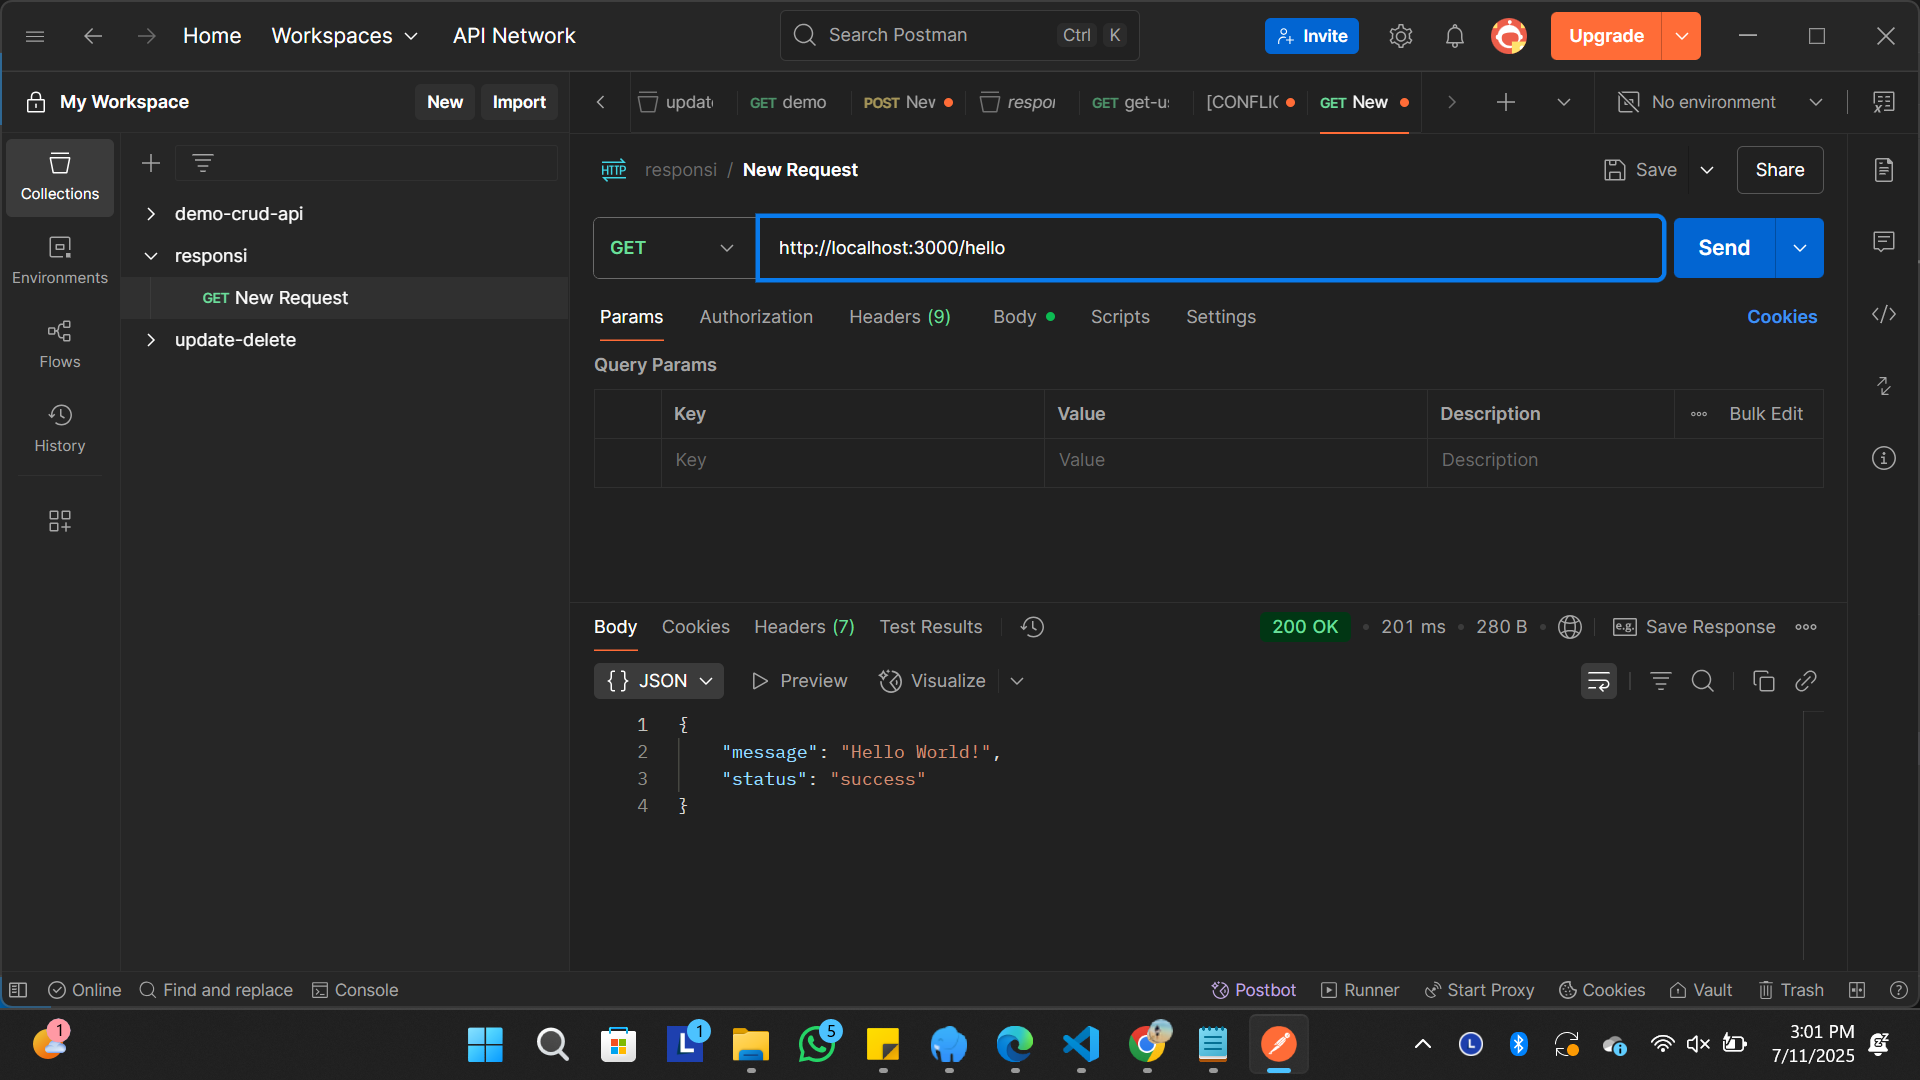 Home Workspaces API Network
Search Postman Ctrl K
Invite
Upgrade
My Workspace New Import
updat GET demo POST Nev respoi GET get-u [CONFLIC GET New
No environment
Collections
Environments
Flows
History
demo-crud-api
responsi
GET New Request
update-delete
HTTP responsi / New Request
Save Share
GET http://localhost:3000/hello Send
Params Authorization Headers (9) Body Scripts Settings Cookies
Query Params
Key Value Description Bulk Edit
Key Value Description
Body Cookies Headers (7) Test Results
200 OK • 201 ms • 280 B • e.g. Save Response
{} JSON Preview Visualize
1 {
2 "message": "Hello World!",
3 "status": "success"
4 }
Online Find and replace Console
Postbot Runner Start Proxy Cookies Vault Trash
1
L 1
5
L
3:01 PM
7/11/2025